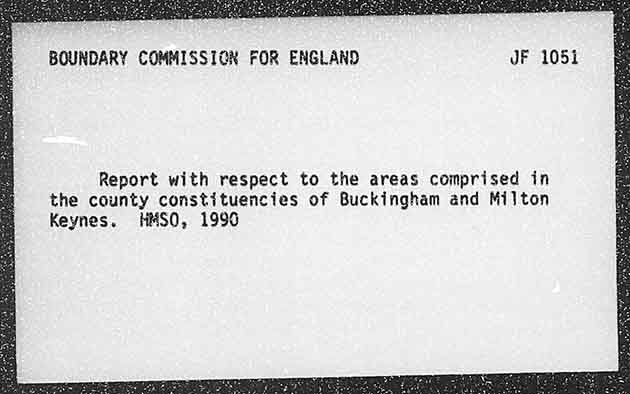 BOUNDARY COMMISSION FOR ENGLAND JF 1051
Report with respect to the areas comprised in
the county constituencies of Buckingham and Milton
Keynes. HMSO, 1990